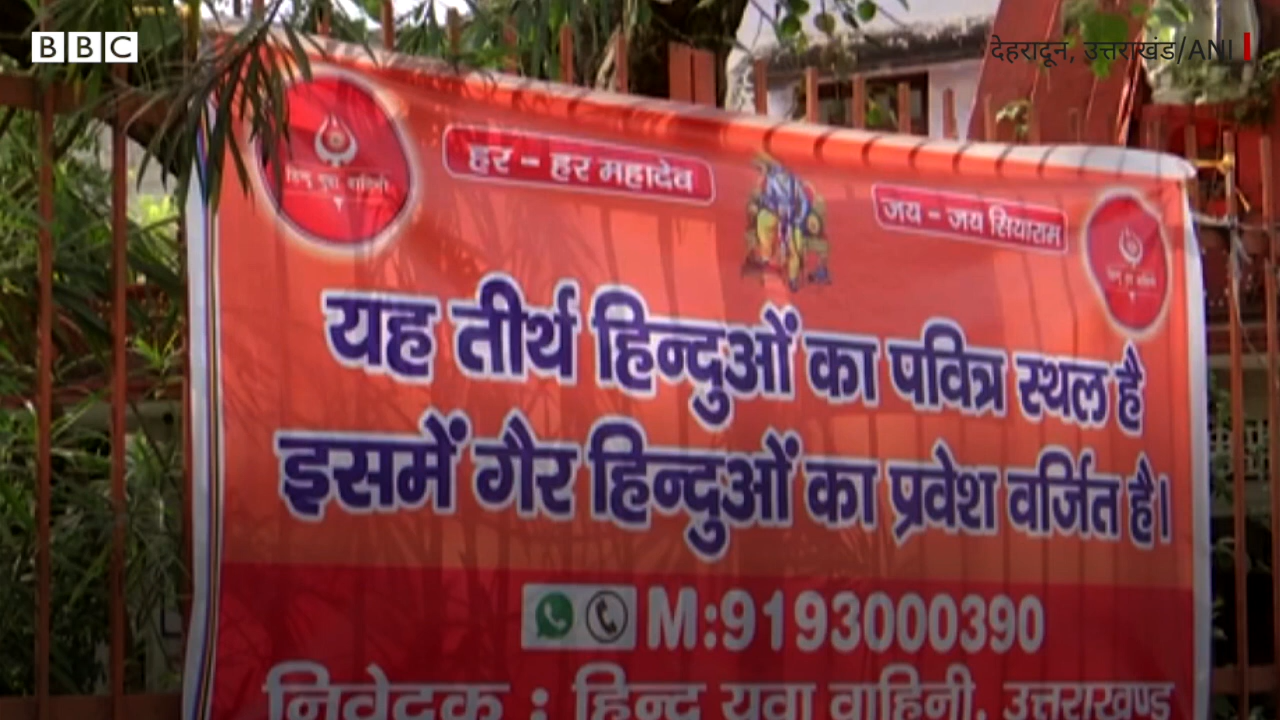 BBC
देहरादून, उत्तराखंड/ANI
हर - हर महादेव
जय - जय सियाराम
हिन्दु युवा वाहिनी
यह तीर्थ हिन्दुओं का पवित्र स्थल है
इसमें गैर हिन्दुओं का प्रवेश वर्जित है।
M:9193000390
निवेदक : हिन्दु युवा वाहिनी, उत्तराखण्ड